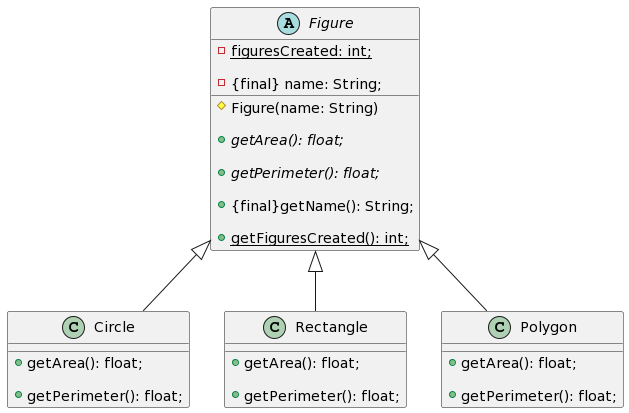 A Figure
figuresCreated: int;
{final} name: String;
Figure(name: String)
getArea(): float;
getPerimeter(): float;
{final}getName(): String;
getFiguresCreated(): int;
C Circle
getArea(): float;
getPerimeter(): float;
C Rectangle
getArea(): float;
getPerimeter(): float;
C Polygon
getArea(): float;
getPerimeter(): float;